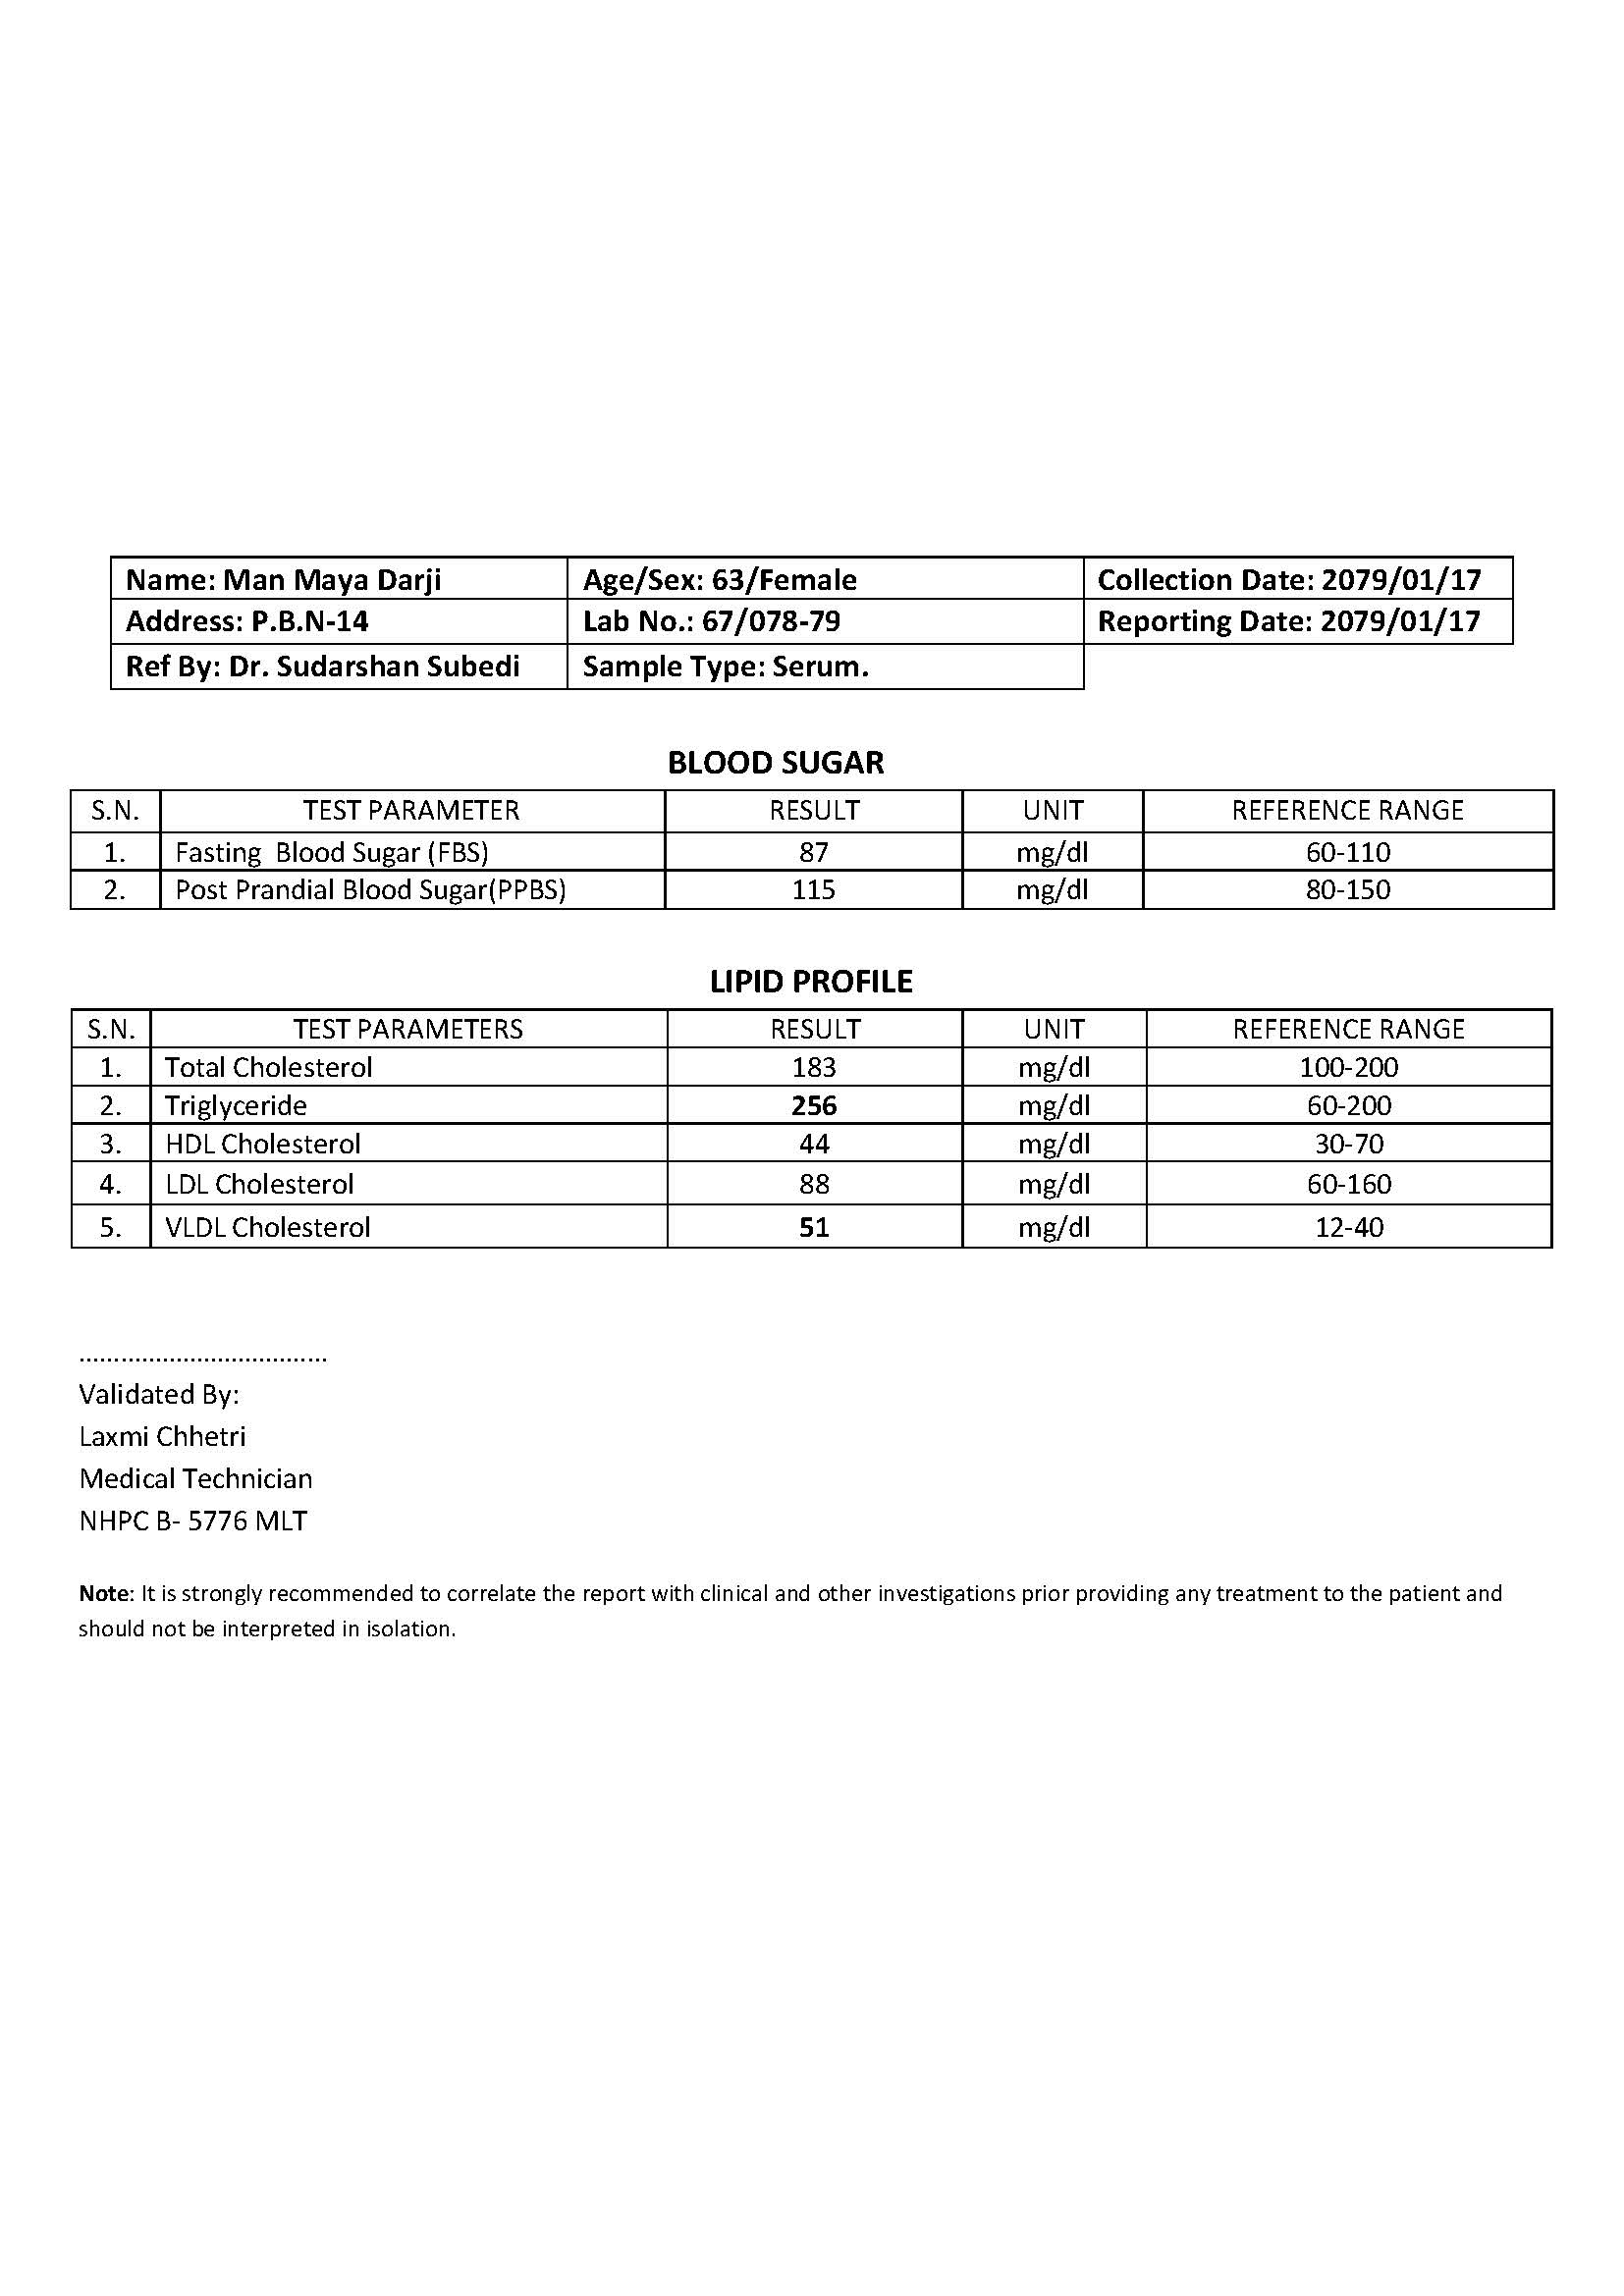 Name: Man Maya Darji Age/Sex: 63/Female Collection Date: 2079/01/17
Address: P.B.N-14 Lab No.: 67/078-79 Reporting Date: 2079/01/17
Ref By: Dr. Sudarshan Subedi Sample Type: Serum.
BLOOD SUGAR
S.N. TEST PARAMETER RESULT UNIT REFERENCE RANGE
1. Fasting Blood Sugar (FBS) 87 mg/dl 60-110
2. Post Prandial Blood Sugar(PPBS) 115 mg/dl 80-150
LIPID PROFILE
S.N. TEST PARAMETERS RESULT UNIT REFERENCE RANGE
1. Total Cholesterol 183 mg/dl 100-200
2. Triglyceride 256 mg/dl 60-200
3. HDL Cholesterol 44 mg/dl 30-70
4. LDL Cholesterol 88 mg/dl 60-160
5. VLDL Cholesterol 51 mg/dl 12-40
....................................
Validated By:
Laxmi Chhetri
Medical Technician
NHPC B- 5776 MLT
Note: It is strongly recommended to correlate the report with clinical and other investigations prior providing any treatment to the patient and
should not be interpreted in isolation.